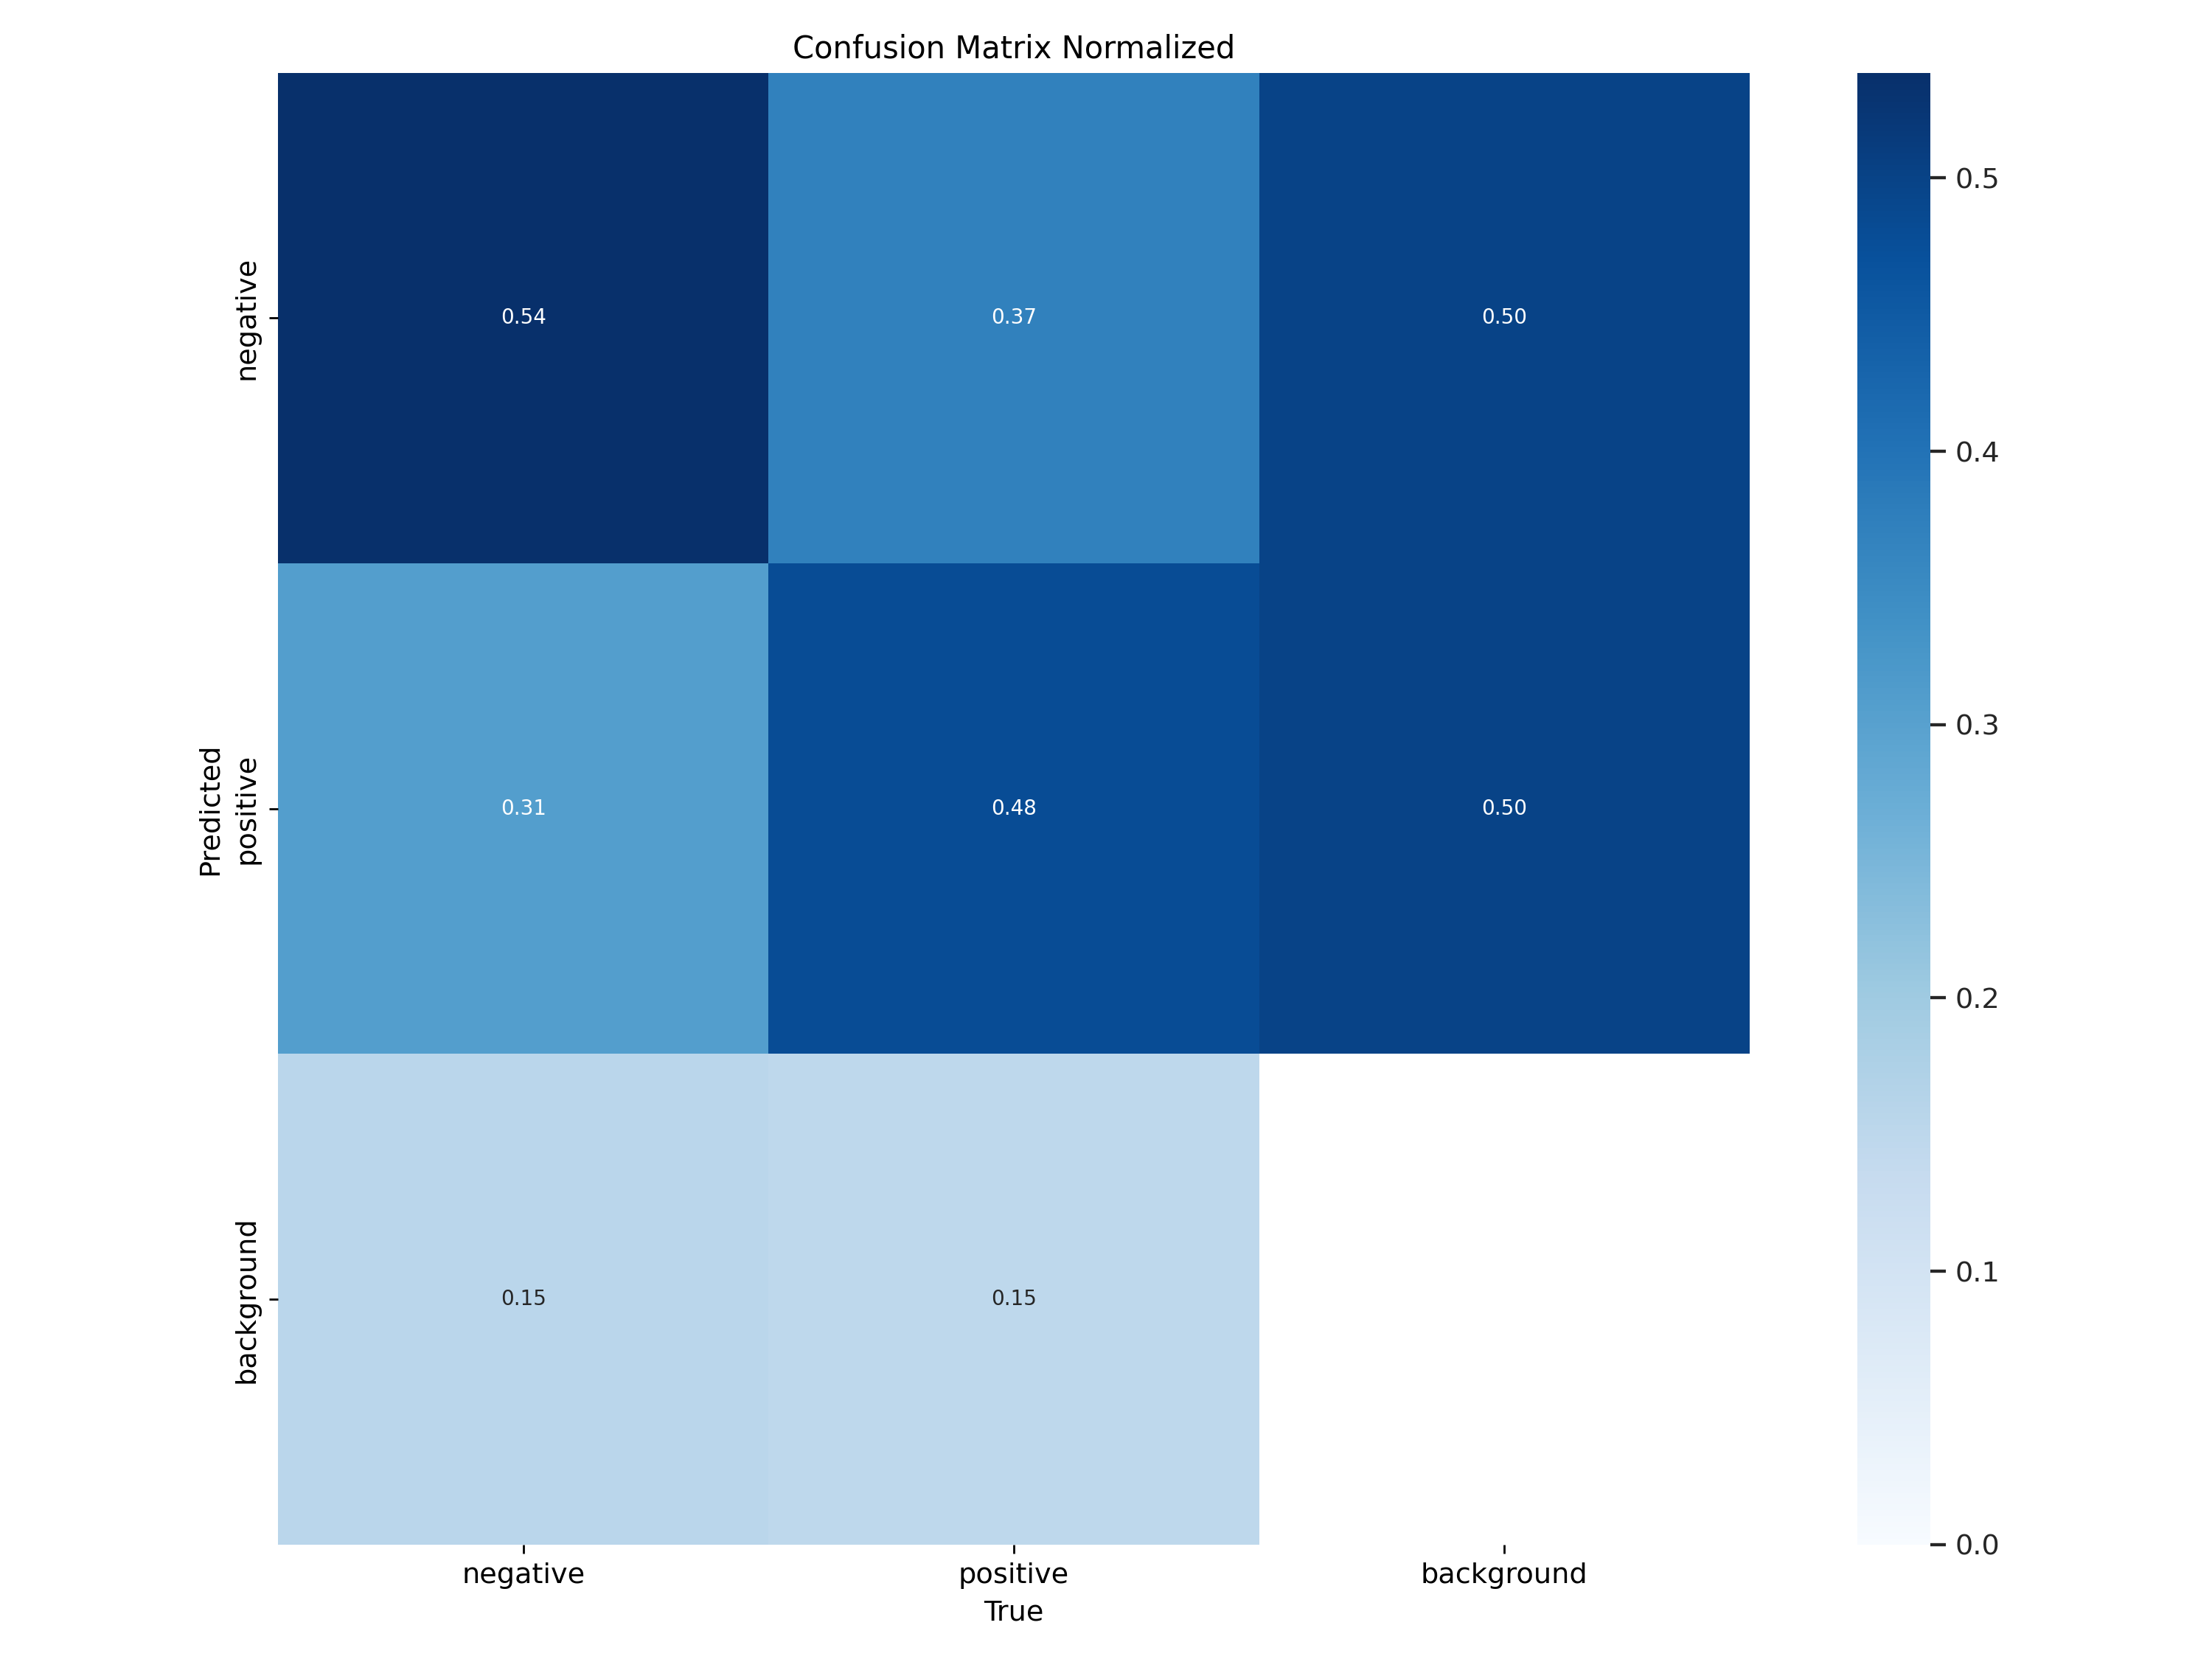 Confusion Matrix Normalized
negative
0.54
0.37
0.50
Predicted
positive
0.31
0.48
0.50
background
0.15
0.15
negative
positive
background
True
0.5
0.4
0.3
0.2
0.1
0.0